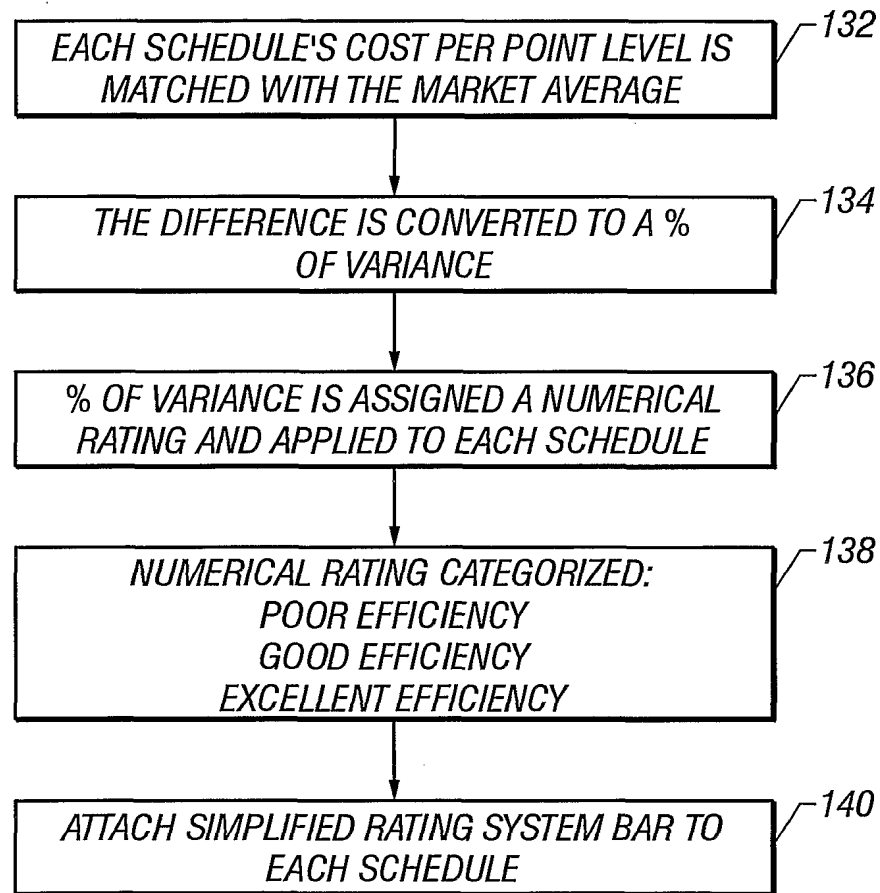 132
EACH SCHEDULE'S COST PER POINT LEVEL IS
MATCHED WITH THE MARKET AVERAGE
134
THE DIFFERENCE IS CONVERTED TO A %
OF VARIANCE
136
% OF VARIANCE IS ASSIGNED A NUMERICAL
RATING AND APPLIED TO EACH SCHEDULE
138
NUMERICAL RATING CATEGORIZED:
POOR EFFICIENCY
GOOD EFFICIENCY
EXCELLENT EFFICIENCY
140
ATTACH SIMPLIFIED RATING SYSTEM BAR TO
EACH SCHEDULE